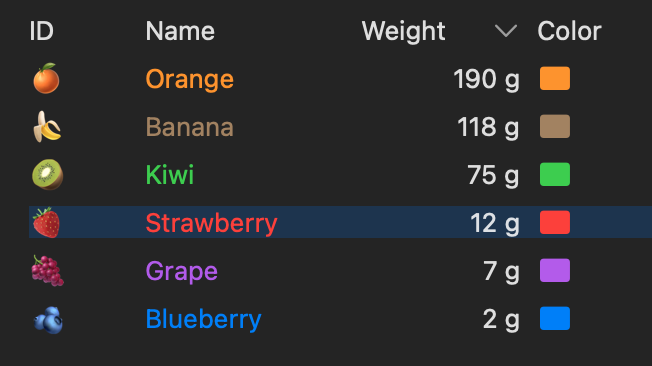 ID Name Weight Color
Orange 190 g
Banana 118 g
Kiwi 75 g
Strawberry 12 g
Grape 7 g
Blueberry 2 g